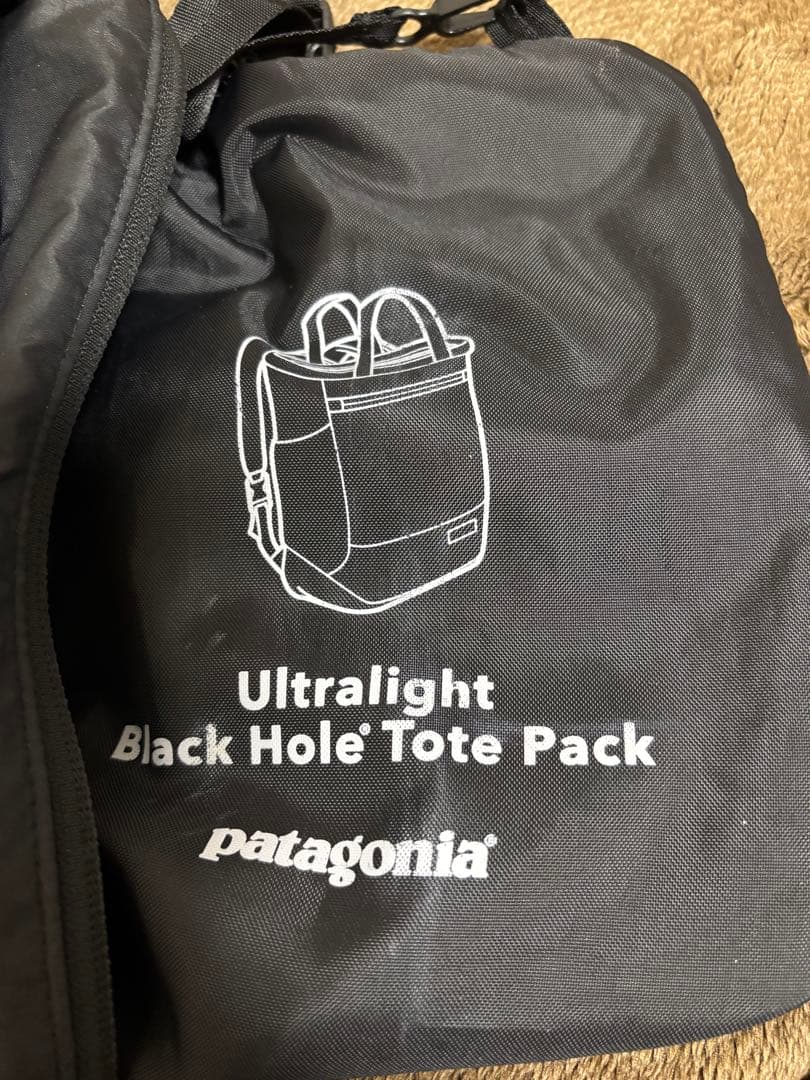 Ultralight
Black Hole® Tote Pack
patagonia®